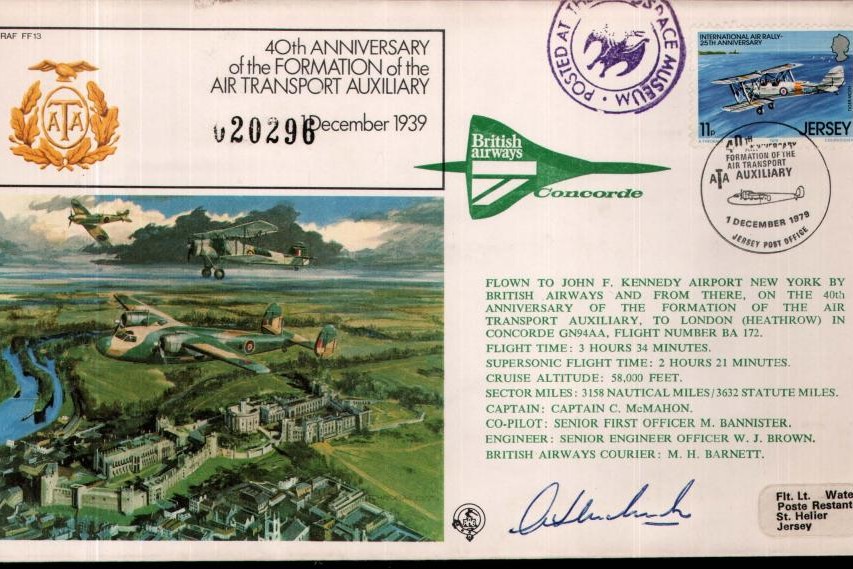 RAF FF13
40th ANNIVERSARY
of the FORMATION of the
AIR TRANSPORT AUXILIARY
1 December 1939
020296
ATA
POSTED AT THE AEROSPACE MUSEUM
INTERNATIONAL AIR RALLY-
25TH ANNIVERSARY
11p
JERSEY
40TH
ANNIVERSARY
FORMATION OF THE
AIR TRANSPORT
ATA AUXILIARY
1 DECEMBER 1979
JERSEY POST OFFICE
British
airways
Concorde
FLOWN TO JOHN F. KENNEDY AIRPORT NEW YORK BY
BRITISH AIRWAYS AND FROM THERE, ON THE 40th
ANNIVERSARY OF THE FORMATION OF THE AIR
TRANSPORT AUXILIARY, TO LONDON (HEATHROW) IN
CONCORDE GN94AA, FLIGHT NUMBER BA 172.
FLIGHT TIME: 3 HOURS 34 MINUTES.
SUPERSONIC FLIGHT TIME: 2 HOURS 21 MINUTES.
CRUISE ALTITUDE: 58,000 FEET.
SECTOR MILES: 3158 NAUTICAL MILES/3632 STATUTE MILES.
CAPTAIN: CAPTAIN C. McMAHON.
CO-PILOT: SENIOR FIRST OFFICER M. BANNISTER.
ENGINEER: SENIOR ENGINEER OFFICER W. J. BROWN.
BRITISH AIRWAYS COURIER: M. H. BARNETT.
Flt. Lt. Wate
Poste Restant
St. Helier
Jersey